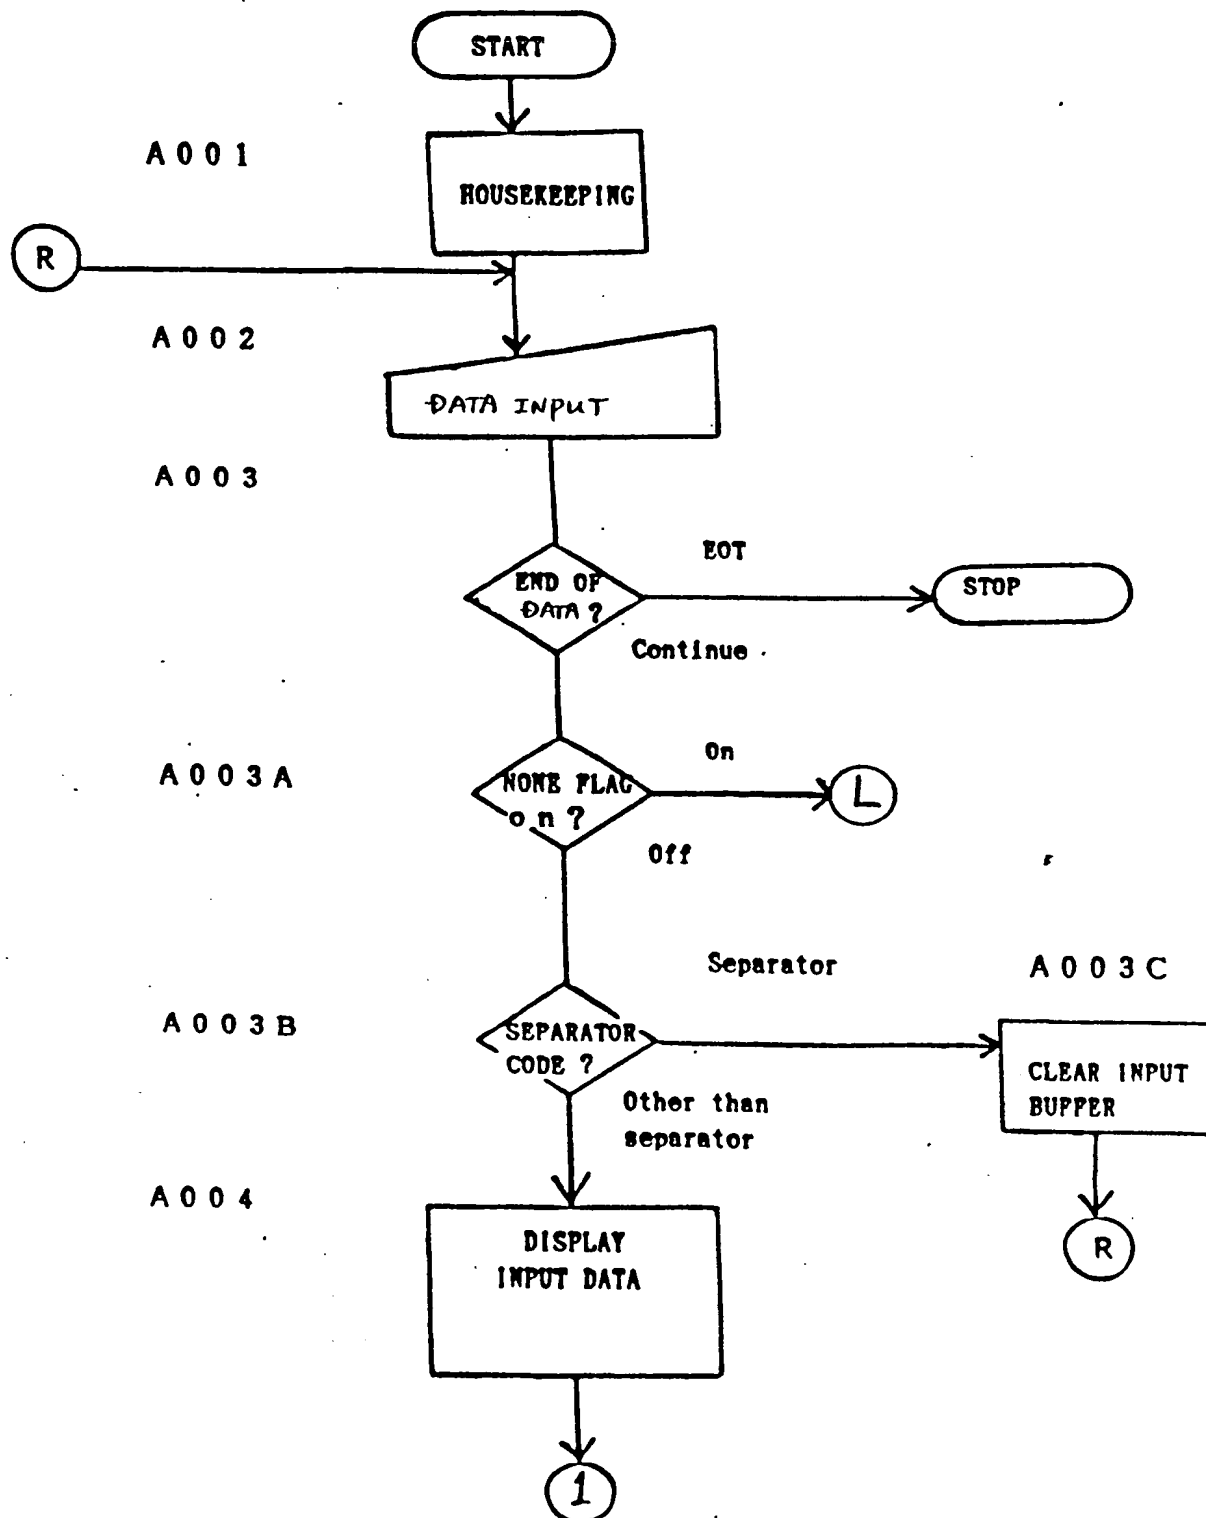 START
A001
HOUSEKEEPING
R
A002
DATA INPUT
A003
EOT
END OF
DATA ?
STOP
Continue
On
A003A
NONE FLAG
on ?
L
Off
Separator
A003C
A003B
SEPARATOR
CODE ?
CLEAR INPUT
BUFFER
Other than
separator
A004
DISPLAY
INPUT DATA
R
1